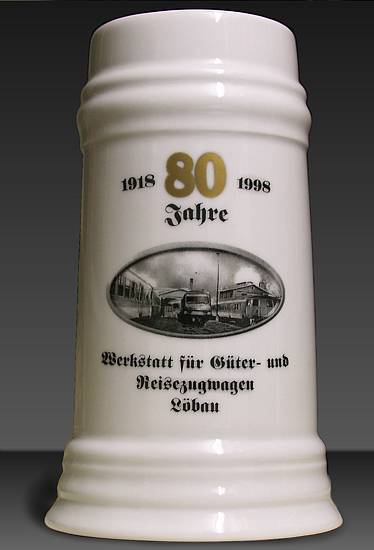 1918 80 1998
Jahre
Werkstatt für Güter- und
Reisezugwagen
Löbau